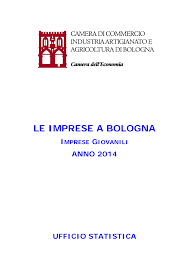 CAMERA DI COMMERCIO
INDUSTRIA ARTIGIANATO E
AGRICOLTURA DI BOLOGNA
Camera dell'Economia
LE IMPRESE A BOLOGNA
IMPRESE GIOVANILI
ANNO 2014
UFFICIO STATISTICA